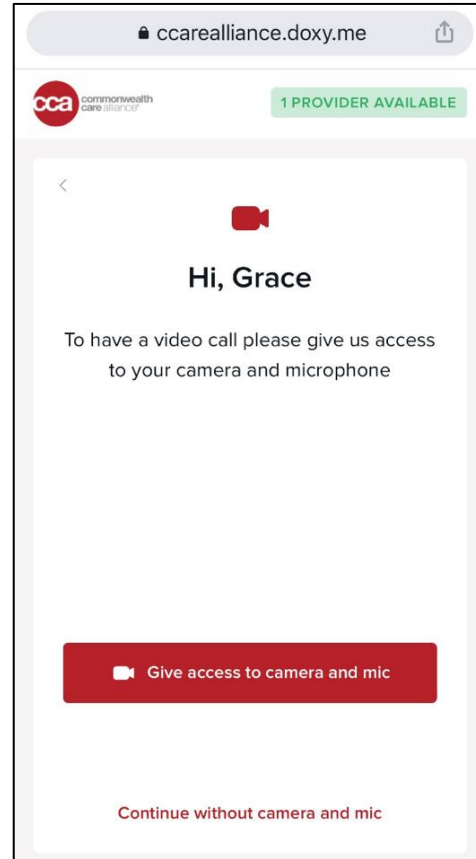 ccarealliance.doxy.me
cca
commonwealth
care alliance®
1 PROVIDER AVAILABLE
Hi, Grace
To have a video call please give us access
to your camera and microphone
Give access to camera and mic
Continue without camera and mic